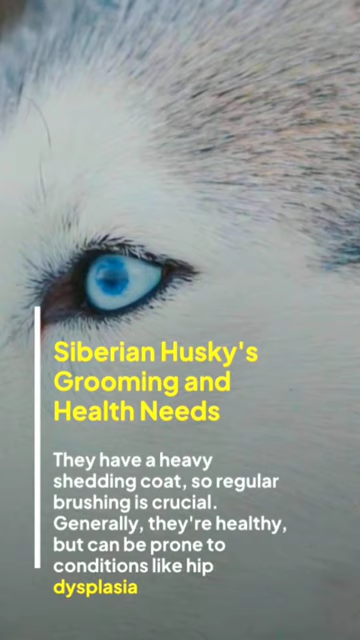 Siberian Husky's
Grooming and
Health Needs
They have a heavy
shedding coat, so regular
brushing is crucial.
Generally, they're healthy,
but can be prone to
conditions like hip
dysplasia